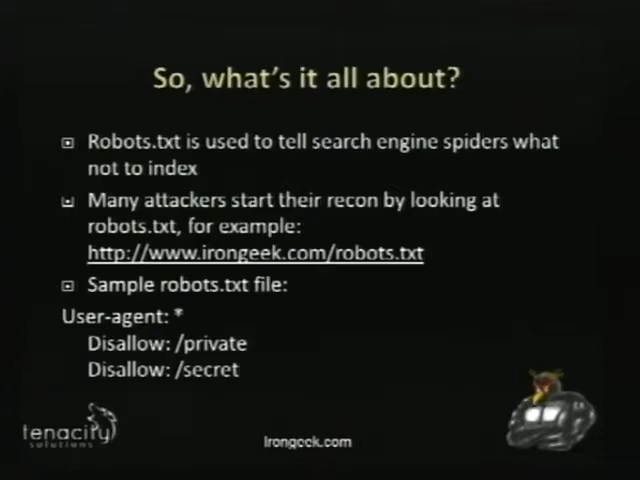 So, what's it all about?
Robots.txt is used to tell search engine spiders what
not to index
Many attackers start their recon by looking at
robots.txt, for example:
http://www.irongeek.com/robots.txt
Sample robots.txt file:
User-agent: *
Disallow: /private
Disallow: /secret
tenacity
solutions
Irongeek.com